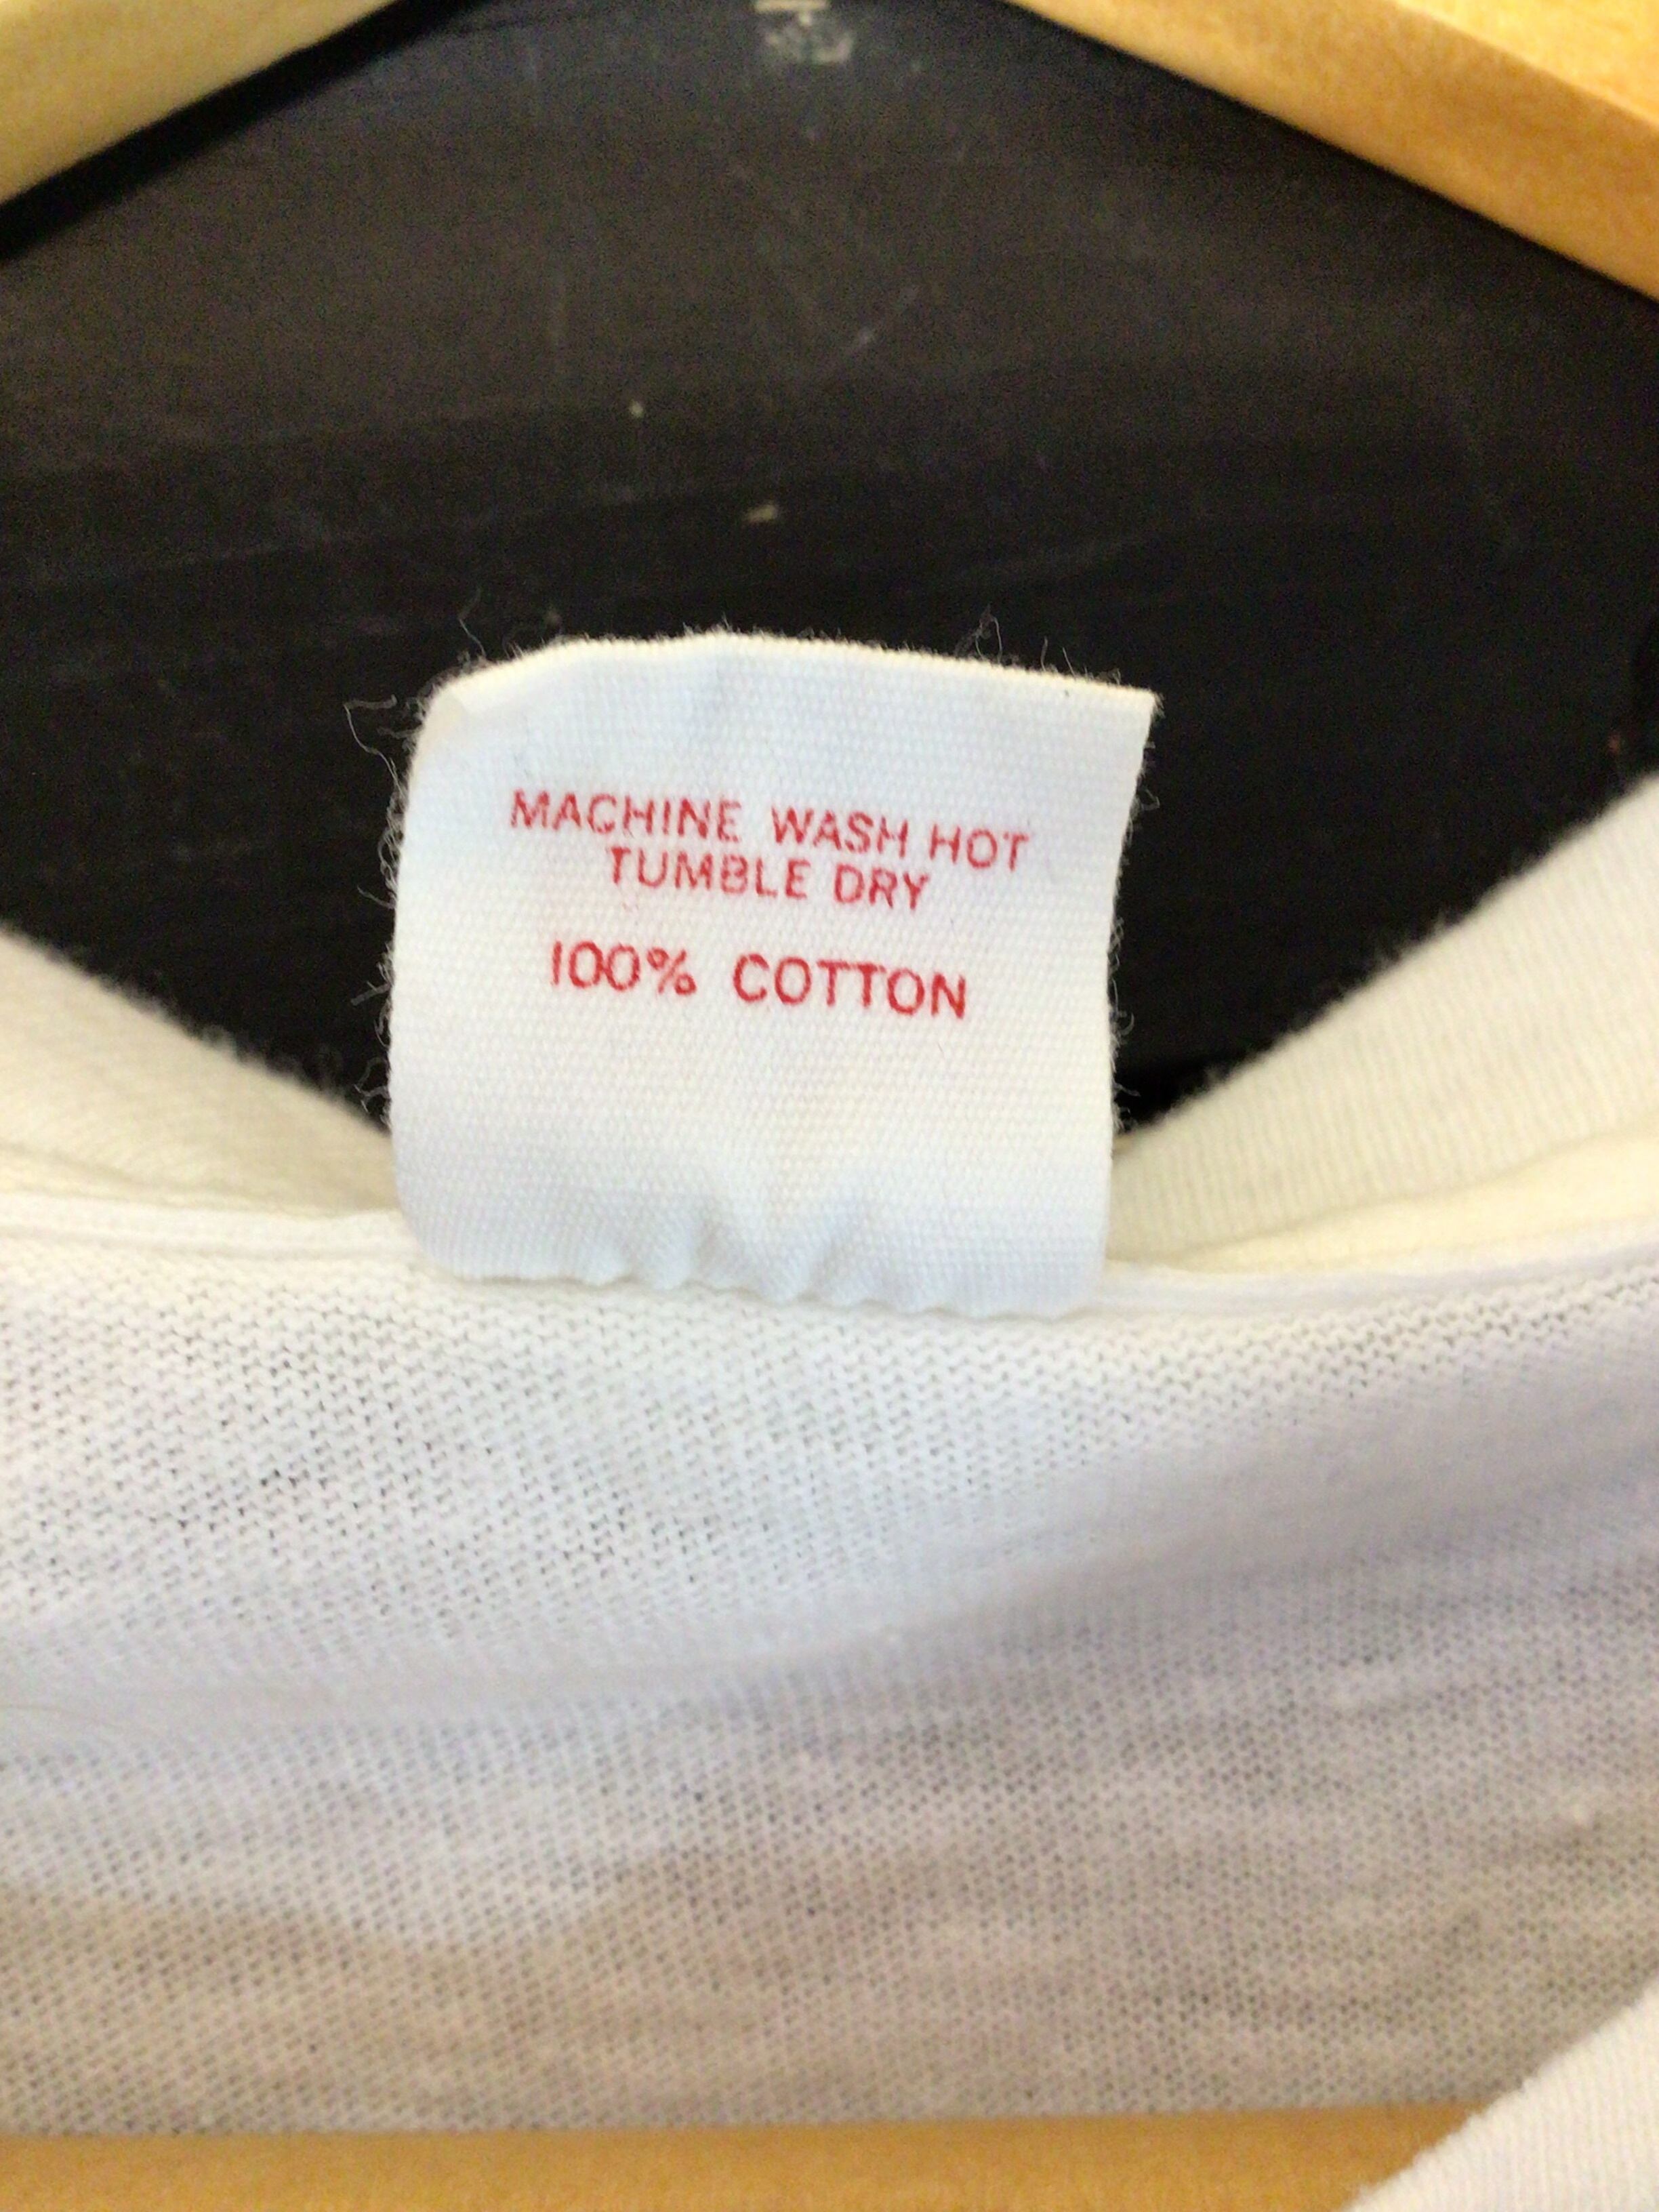 MACHINE WASH HOT
TUMBLE DRY
100% COTTON